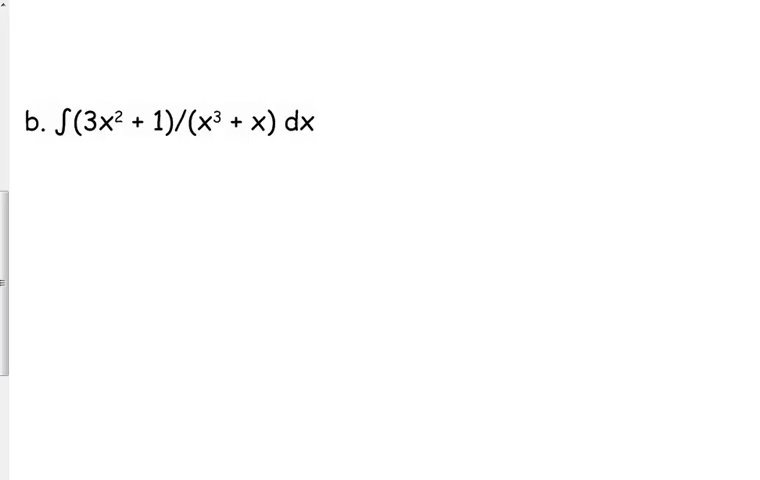 b. ∫(3x² + 1)/(x³ + x) dx